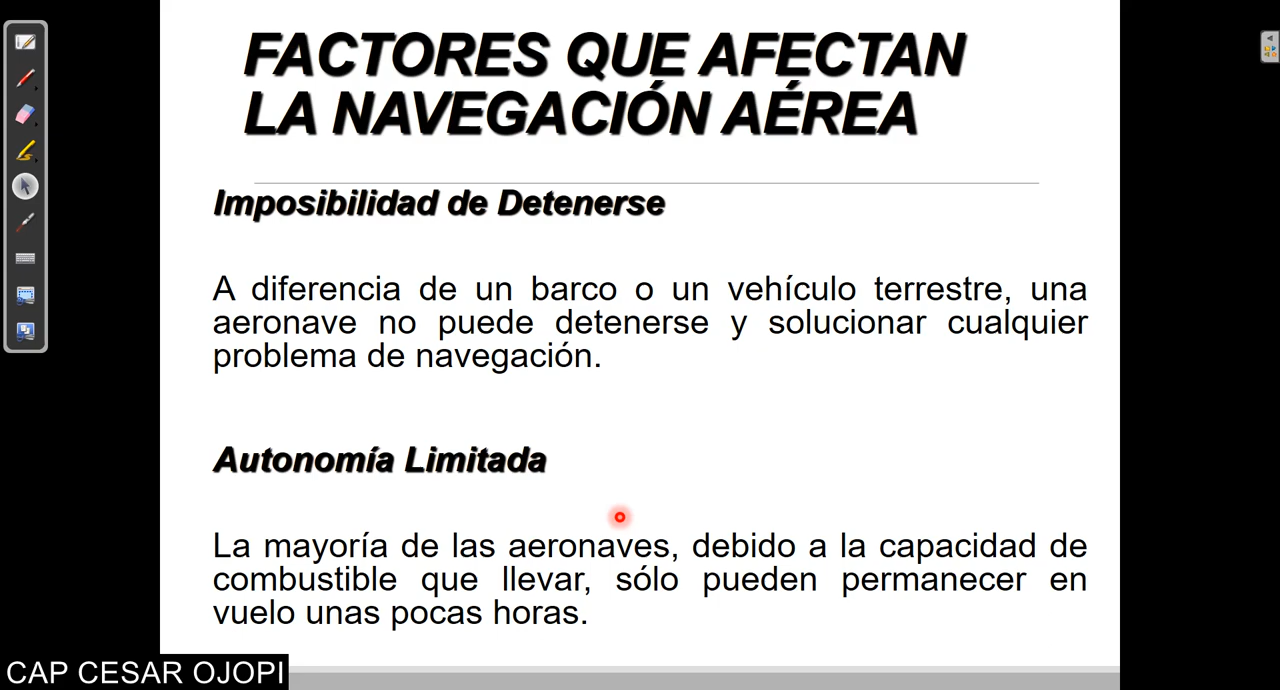 FACTORES QUE AFECTAN
LA NAVEGACIÓN AÉREA
Imposibilidad de Detenerse
A diferencia de un barco o un vehículo terrestre, una
aeronave no puede detenerse y solucionar cualquier
problema de navegación.
Autonomía Limitada
La mayoría de las aeronaves, debido a la capacidad de
combustible que llevar, sólo pueden permanecer en
vuelo unas pocas horas.
CAP CESAR OJOPI